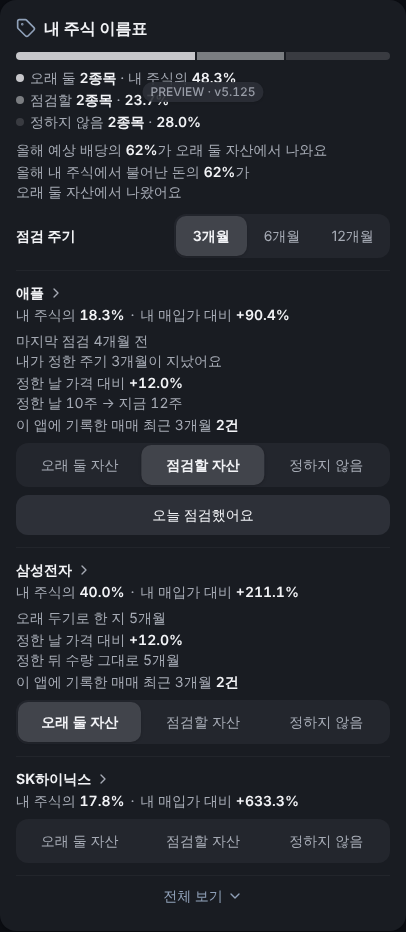 내 주식 이름표
오래 둘 2종목 · 내 주식의 48.3%
PREVIEW · v5.125
점검할 2종목 · 23.7%
정하지 않음 2종목 · 28.0%
올해 예상 배당의 62%가 오래 둘 자산에서 나와요
올해 내 주식에서 불어난 돈의 62%가
오래 둘 자산에서 나왔어요
점검 주기 3개월 6개월 12개월
애플
내 주식의 18.3% · 내 매입가 대비 +90.4%
마지막 점검 4개월 전
내가 정한 주기 3개월이 지났어요
정한 날 가격 대비 +12.0%
정한 날 10주 → 지금 12주
이 앱에 기록한 매매 최근 3개월 2건
오래 둘 자산 점검할 자산 정하지 않음
오늘 점검했어요
삼성전자
내 주식의 40.0% · 내 매입가 대비 +211.1%
오래 두기로 한 지 5개월
정한 날 가격 대비 +12.0%
정한 뒤 수량 그대로 5개월
이 앱에 기록한 매매 최근 3개월 2건
오래 둘 자산 점검할 자산 정하지 않음
SK하이닉스
내 주식의 17.8% · 내 매입가 대비 +633.3%
오래 둘 자산 점검할 자산 정하지 않음
전체 보기